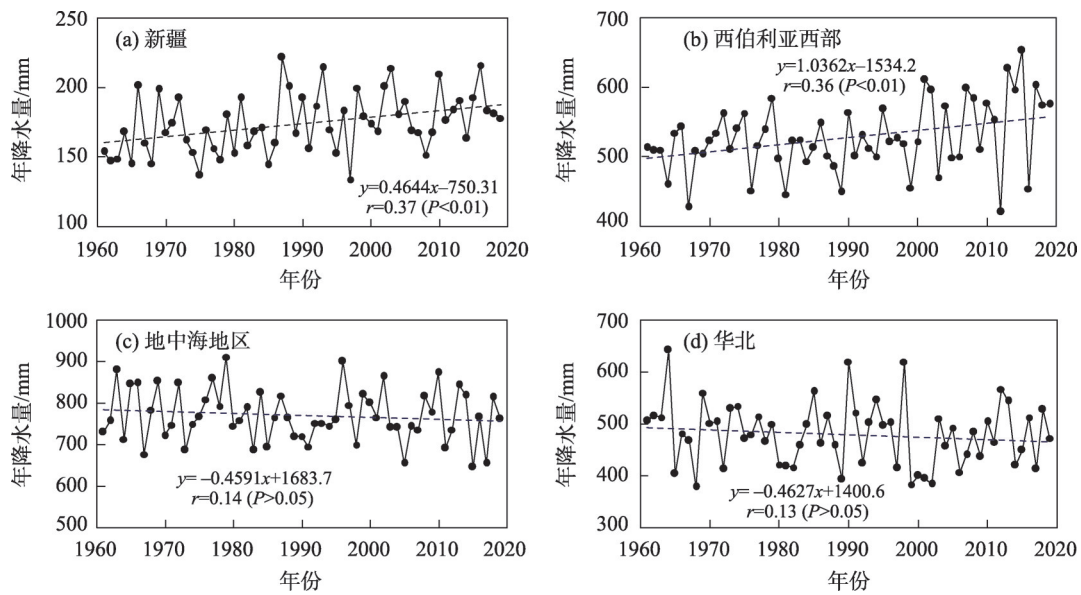 (a) 新疆
年降水量/mm
250
200
150
100
y=0.4644x–750.31
r=0.37 (P<0.01)
1960 1970 1980 1990 2000 2010 2020
年份
(b) 西伯利亚西部
年降水量/mm
700
600
500
400
y=1.0362x–1534.2
r=0.36 (P<0.01)
1960 1970 1980 1990 2000 2010 2020
年份
(c) 地中海地区
年降水量/mm
1000
900
800
700
600
500
y= –0.4591x+1683.7
r=0.14 (P>0.05)
1960 1970 1980 1990 2000 2010 2020
年份
(d) 华北
年降水量/mm
700
600
500
400
300
y= –0.4627x+1400.6
r=0.13 (P>0.05)
1960 1970 1980 1990 2000 2010 2020
年份